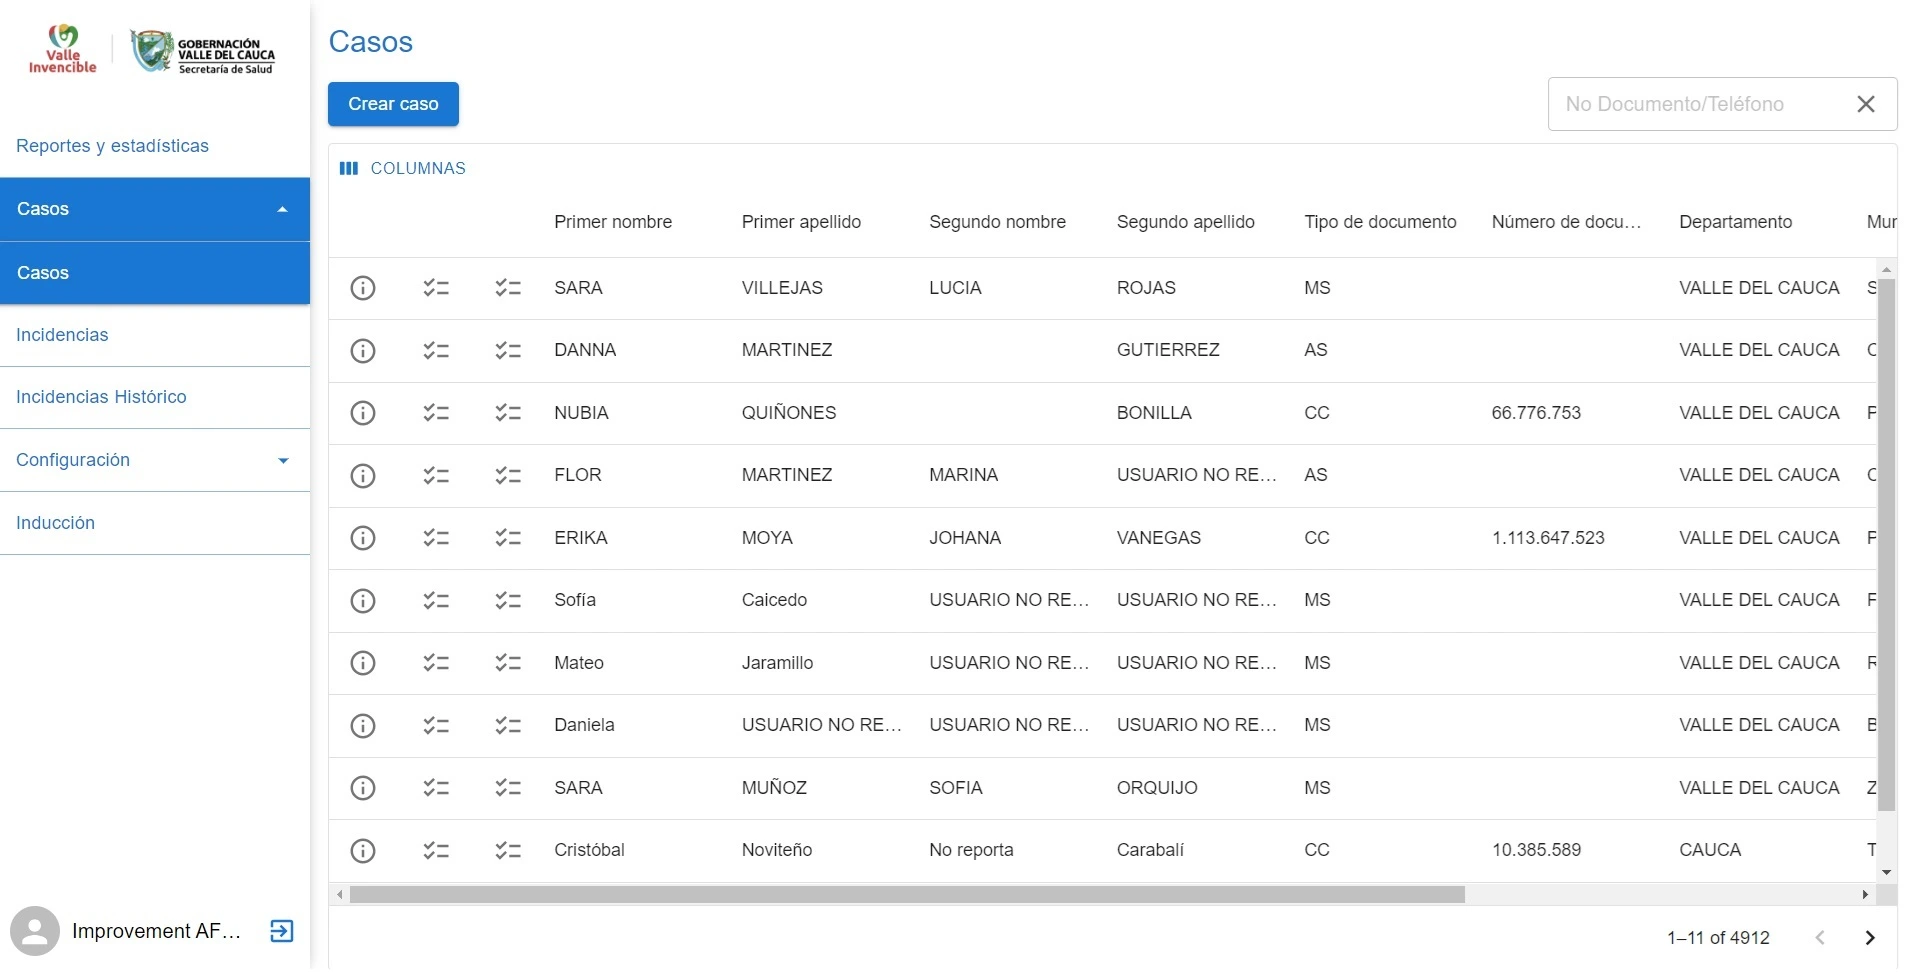 Valle
Invencible
GOBERNACIÓN
VALLE DEL CAUCA
Secretaría de Salud
Reportes y estadísticas
Casos
Casos
Incidencias
Incidencias Histórico
Configuración
Inducción
Improvement AF...
Casos
Crear caso
No Documento/Teléfono
COLUMNAS
Primer nombre Primer apellido Segundo nombre Segundo apellido Tipo de documento Número de docu... Departamento Mun
SARA VILLEJAS LUCIA ROJAS MS VALLE DEL CAUCA S
DANNA MARTINEZ GUTIERREZ AS VALLE DEL CAUCA C
NUBIA QUIÑONES BONILLA CC 66.776.753 VALLE DEL CAUCA P
FLOR MARTINEZ MARINA USUARIO NO RE... AS VALLE DEL CAUCA C
ERIKA MOYA JOHANA VANEGAS CC 1.113.647.523 VALLE DEL CAUCA P
Sofía Caicedo USUARIO NO RE... USUARIO NO RE... MS VALLE DEL CAUCA F
Mateo Jaramillo USUARIO NO RE... USUARIO NO RE... MS VALLE DEL CAUCA R
Daniela USUARIO NO RE... USUARIO NO RE... USUARIO NO RE... MS VALLE DEL CAUCA B
SARA MUÑOZ SOFIA ORQUIJO MS VALLE DEL CAUCA Z
Cristóbal Noviteño No reporta Carabalí CC 10.385.589 CAUCA T
1–11 of 4912